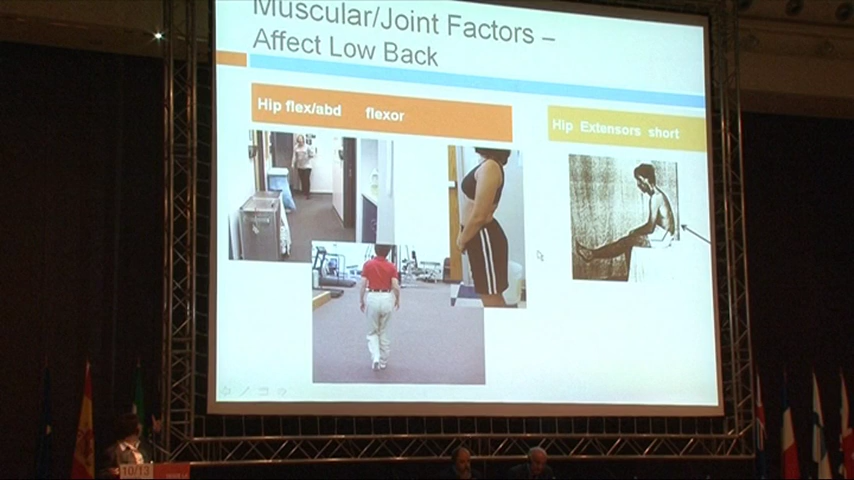 Muscular/Joint Factors –
Affect Low Back
Hip flex/abd flexor
Hip Extensors short
10/13